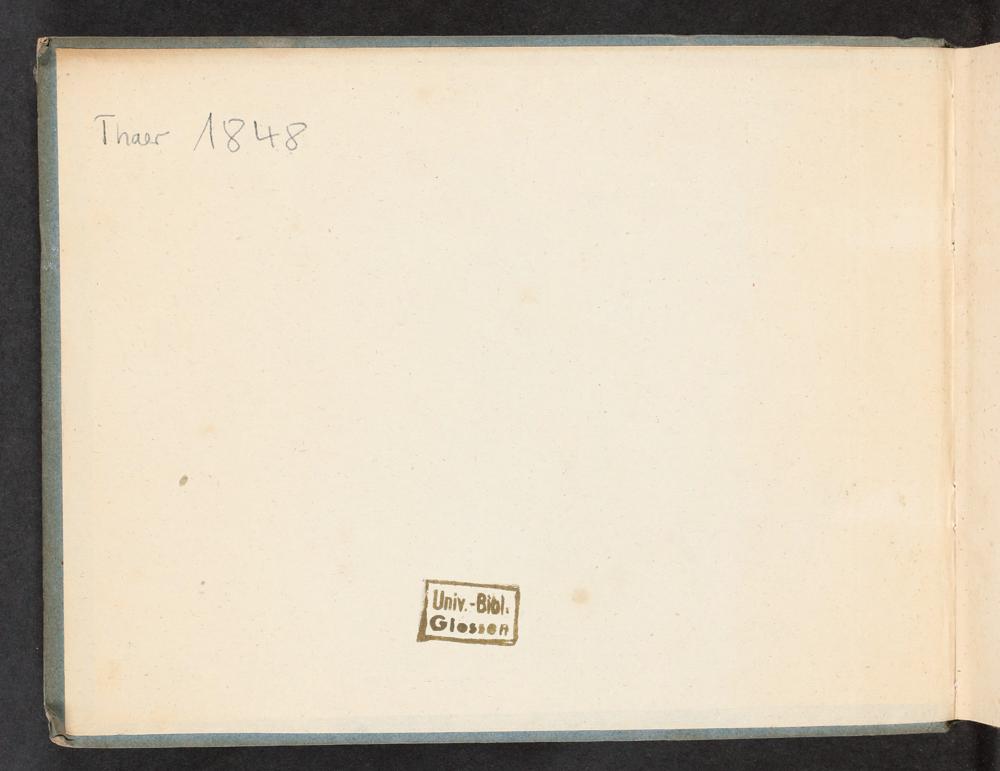 Thaer 1848
Univ.-Bibl.
Giessen